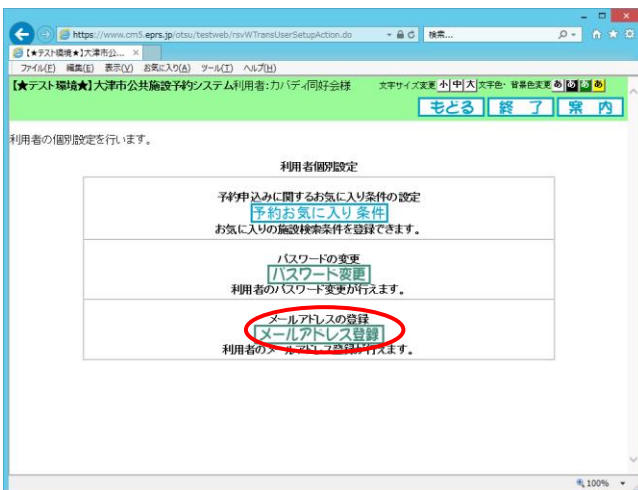 https://www.cm5.eprs.jp/otsu/testweb/rsvWTransUserSetupAction.do
検索...
【★テスト環境★】大津市公...
ファイル(F) 編集(E) 表示(V) お気に入り(A) ツール(T) ヘルプ(H)
【★テスト環境★】大津市公共施設予約システム利用者:カバディ同好会様 文字サイズ変更 小 中 大 文字色・背景色変更 あ あ あ あ
もどる 終 了 案 内
利用者の個別設定を行います。
利用者個別設定
予約申込みに関するお気に入り条件の設定
予約お気に入り条件
お気に入りの施設検索条件を登録できます。
パスワードの変更
パスワード変更
利用者のパスワード変更が行えます。
メールアドレスの登録
メールアドレス登録
利用者のメールアドレス登録が行えます。
100%